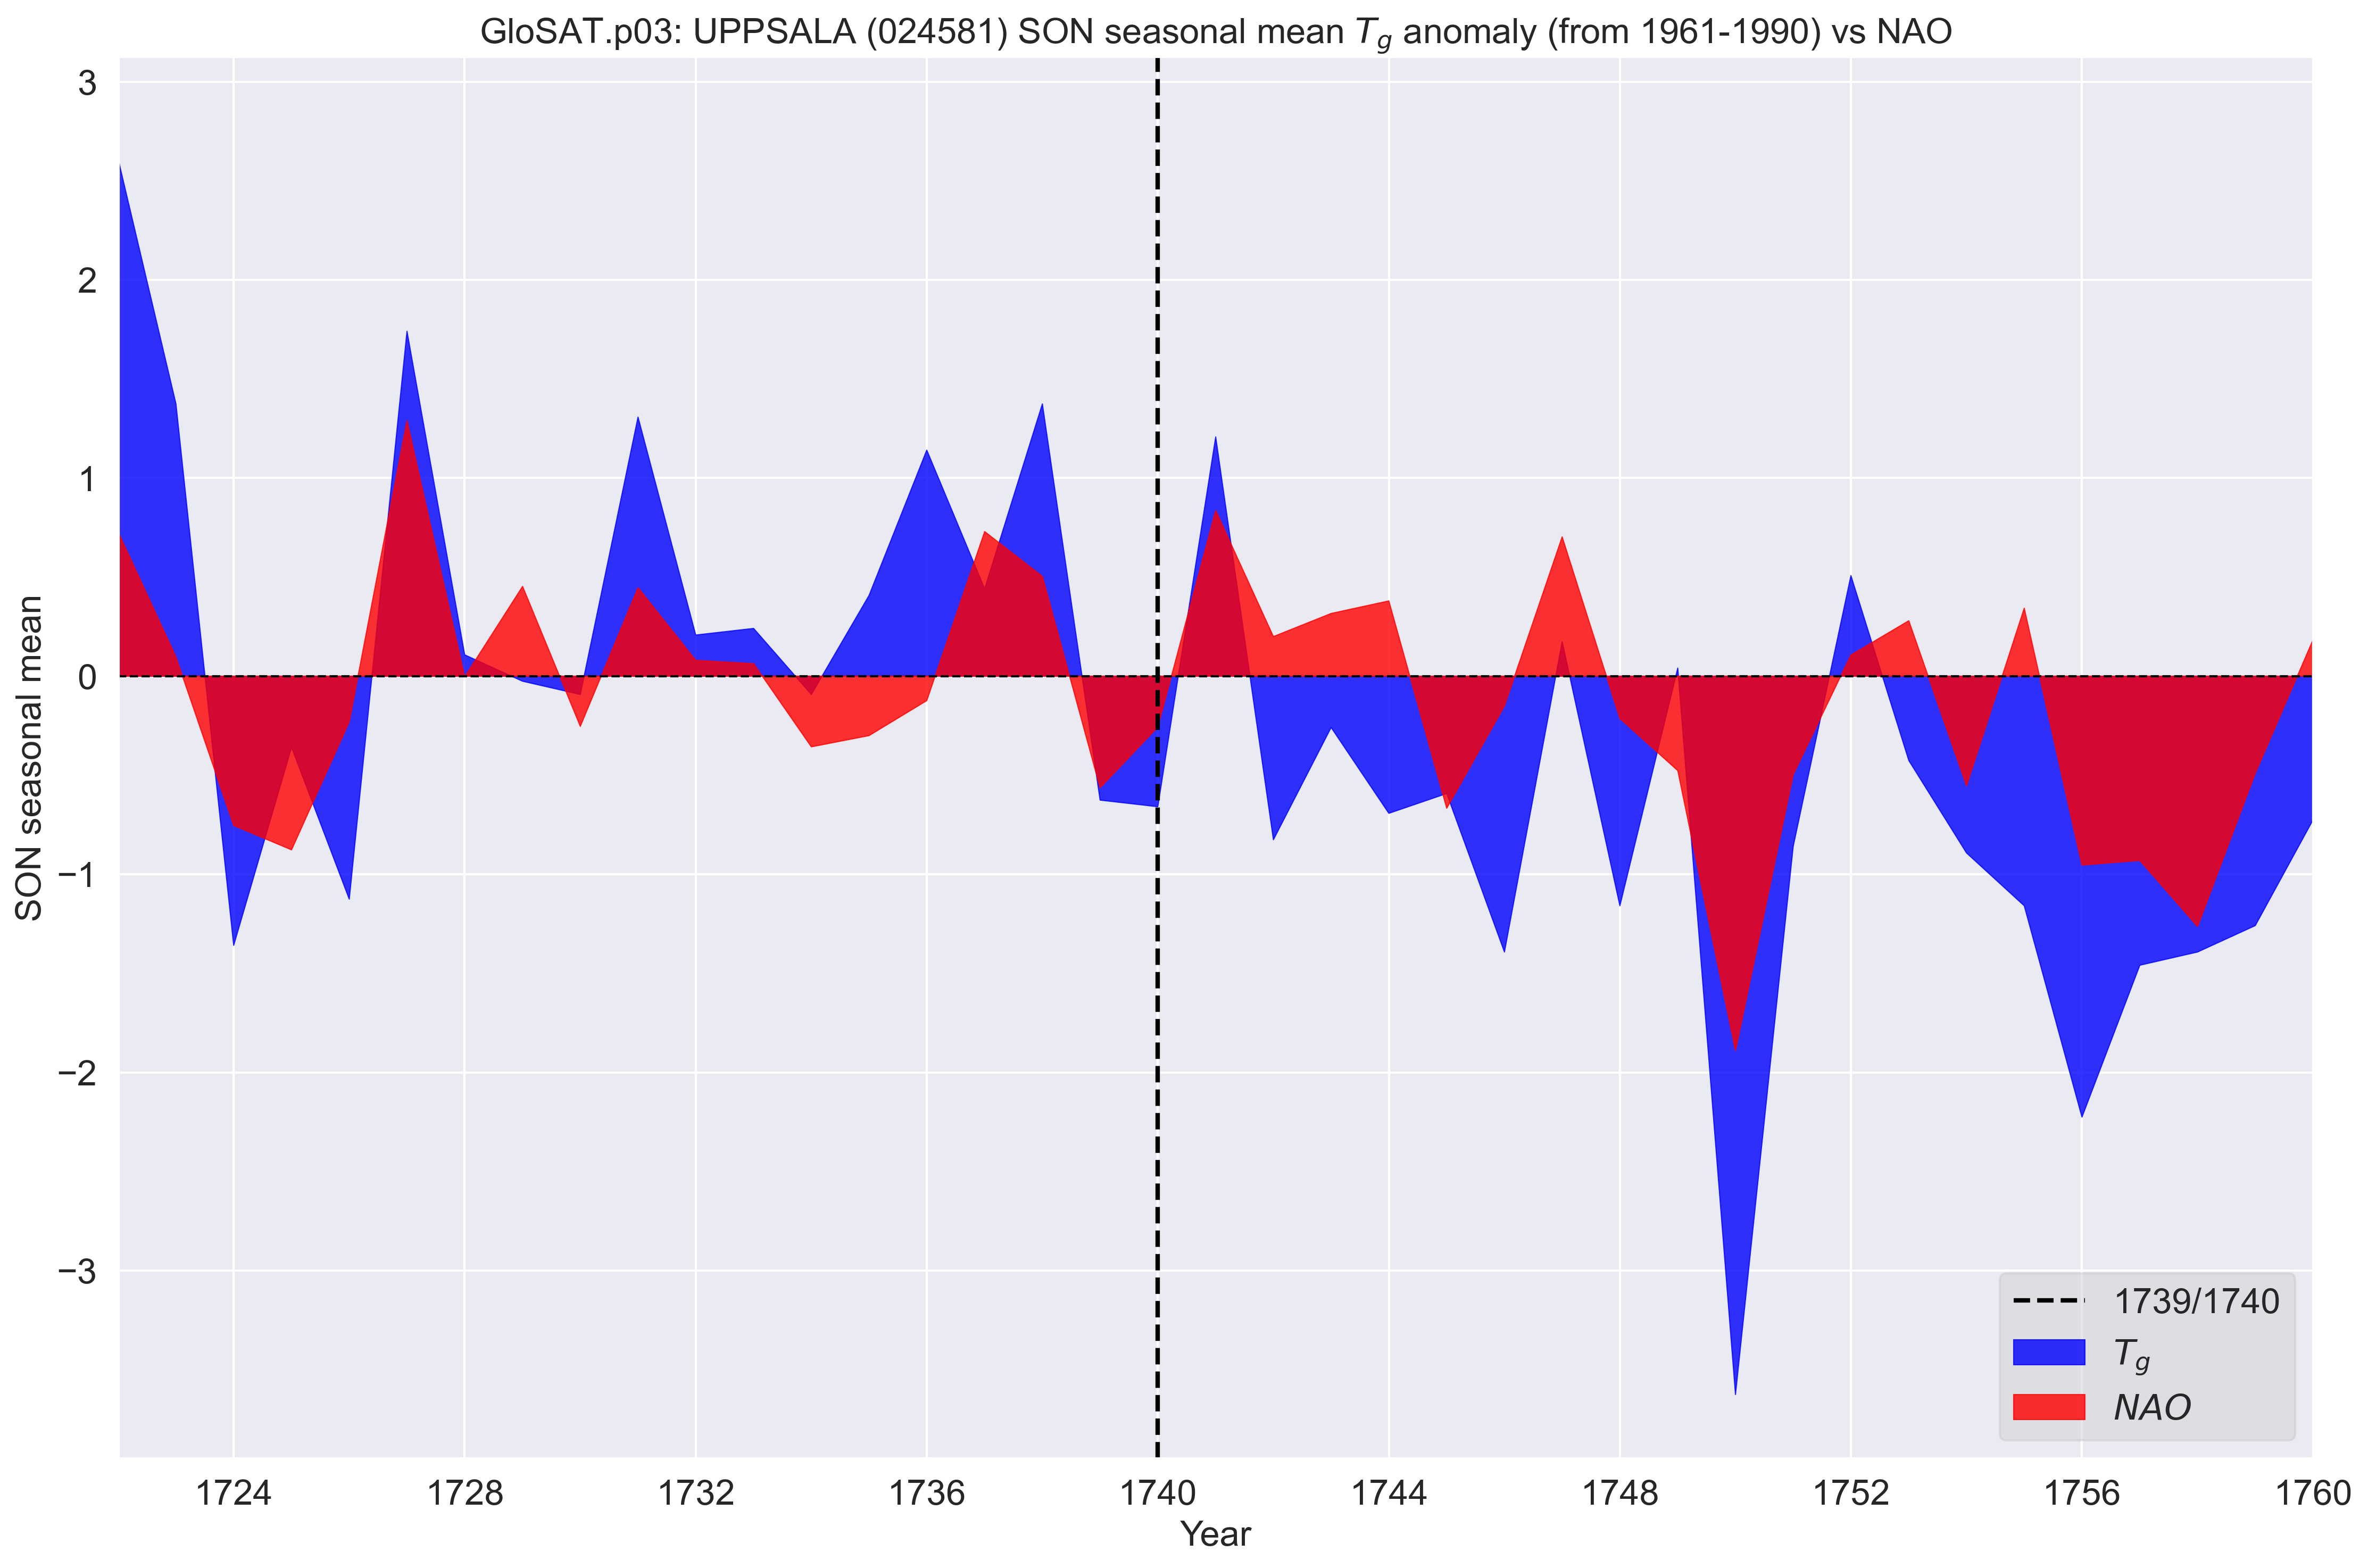 GloSAT.p03: UPPSALA (024581) SON seasonal mean Tg anomaly (from 1961-1990) vs NAO
3
2
1
0
−1
−2
−3
SON seasonal mean
1724 1728 1732 1736 1740 1744 1748 1752 1756 1760
Year
1739/1740
Tg
NAO